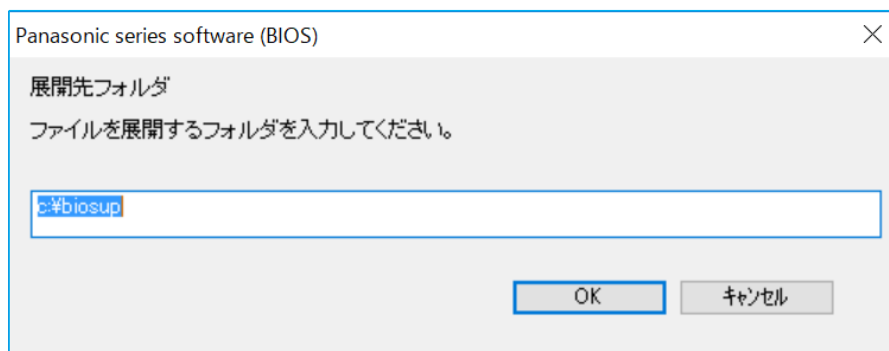 Panasonic series software (BIOS)
展開先フォルダ
ファイルを展開するフォルダを入力してください。
c:¥biosup
OK
キャンセル